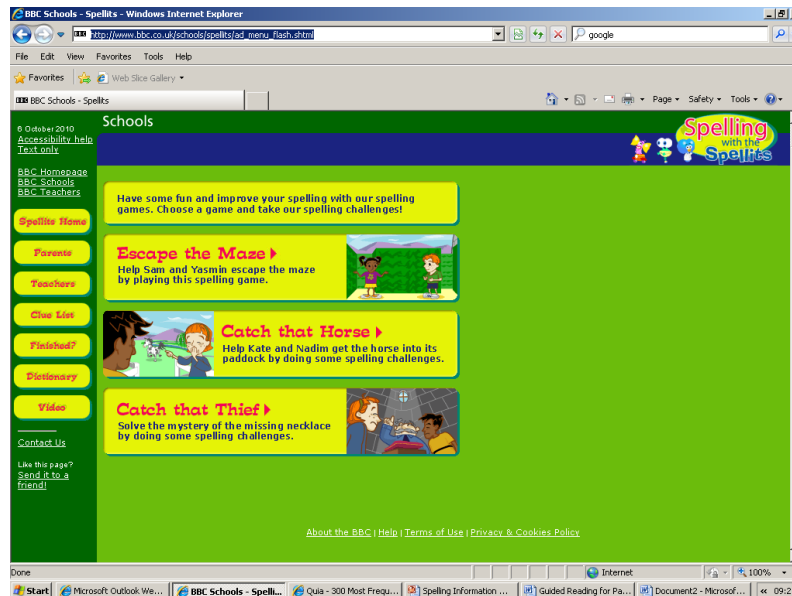 BBC Schools - Spellits - Windows Internet Explorer
http://www.bbc.co.uk/schools/spellits/ad_menu_flash.shtml
google
File Edit View Favorites Tools Help
Favorites Web Slice Gallery
BBC Schools - Spellits
Page Safety Tools
6 October 2010
Accessibility help
Text only
BBC Homepage
BBC Schools
BBC Teachers
Spellits Home
Parents
Teachers
Clue List
Finished?
Dictionary
Video
Contact Us
Like this page?
Send it to a
friend!
Schools
Spelling
with the
Spellits
Have some fun and improve your spelling with our spelling
games. Choose a game and take our spelling challenges!
Escape the Maze
Help Sam and Yasmin escape the maze
by playing this spelling game.
Catch that Horse
Help Kate and Nadim get the horse into its
paddock by doing some spelling challenges.
Catch that Thief
Solve the mystery of the missing necklace
by doing some spelling challenges.
About the BBC | Help | Terms of Use | Privacy & Cookies Policy
Done Internet 100%
Start Microsoft Outlook We... BBC Schools - Spelli... Quia - 300 Most Frequ... Spelling Information ... Guided Reading for Pa... Document2 - Microsof... « 09:2